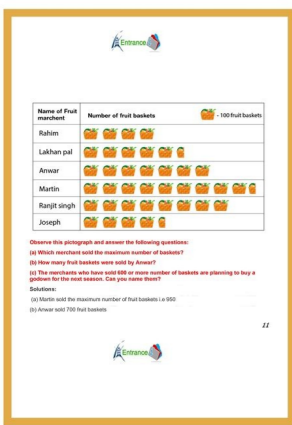 Entrance
Name of Fruit marchent
Number of fruit baskets
- 100 fruit baskets
Rahim
Lakhan pal
Anwar
Martin
Ranjit singh
Joseph
Observe this pictograph and answer the following questions:
(a) Which merchant sold the maximum number of baskets?
(b) How many fruit baskets were sold by Anwar?
(c) The merchants who have sold 600 or more number of baskets are planning to buy a
godown for the next season. Can you name them?
Solutions:
(a) Martin sold the maximum number of fruit baskets i.e 950
(b) Anwar sold 700 fruit baskets
11
Entrance